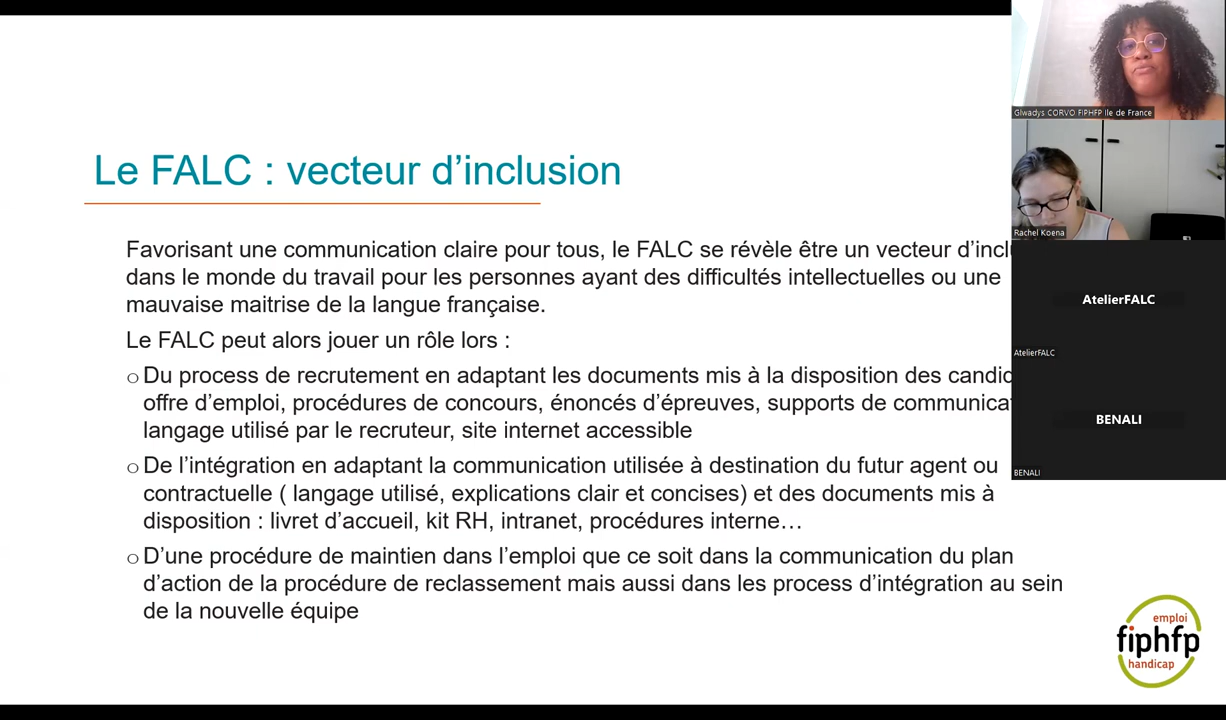 Le FALC : vecteur d’inclusion
Favorisant une communication claire pour tous, le FALC se révèle être un vecteur
dans le monde du travail pour les personnes ayant des difficultés intellectuelles ou une
mauvaise maitrise de la langue française.
Le FALC peut alors jouer un rôle lors :
Du process de recrutement en adaptant les documents mis à la disposition des
offre d’emploi, procédures de concours, énoncés d’épreuves, supports de
langage utilisé par le recruteur, site internet accessible
De l’intégration en adaptant la communication utilisée à destination du futur agent ou
contractuelle ( langage utilisé, explications clair et concises) et des documents mis à
disposition : livret d’accueil, kit RH, intranet, procédures interne…
D’une procédure de maintien dans l’emploi que ce soit dans la communication du plan
d’action de la procédure de reclassement mais aussi dans les process d’intégration au sein
de la nouvelle équipe
Glwadys CORVO FIPHFP Ile de France
Rachel Koena
AtelierFALC
AtelierFALC
BENALI
BENALI
emploi
fiphfp
handicap